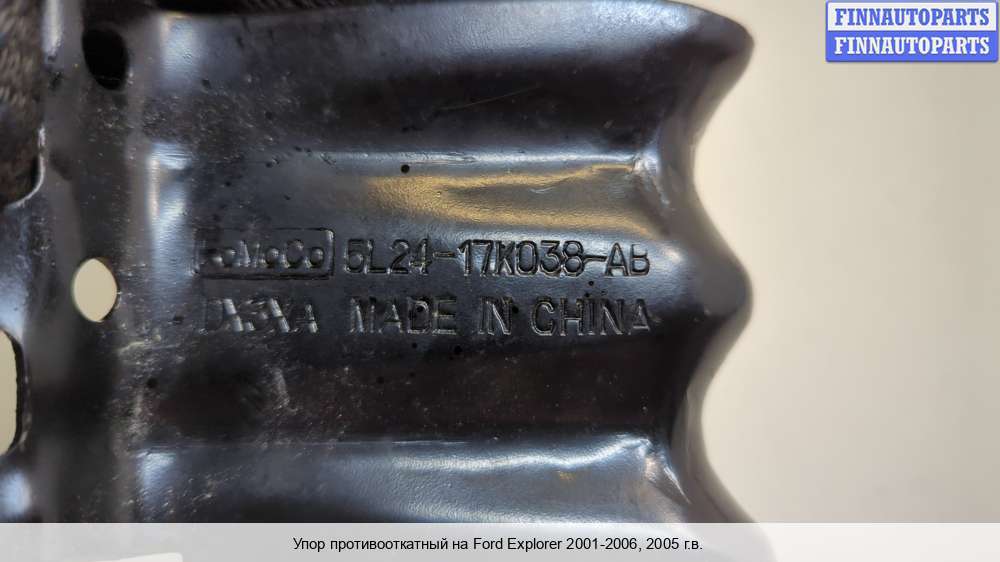 FINNAUTOPARTS
FINNAUTOPARTS
FoMoCo 5L24-17K038-AB
MADE IN CHINA
Упор противооткатный на Ford Explorer 2001-2006, 2005 г.в.